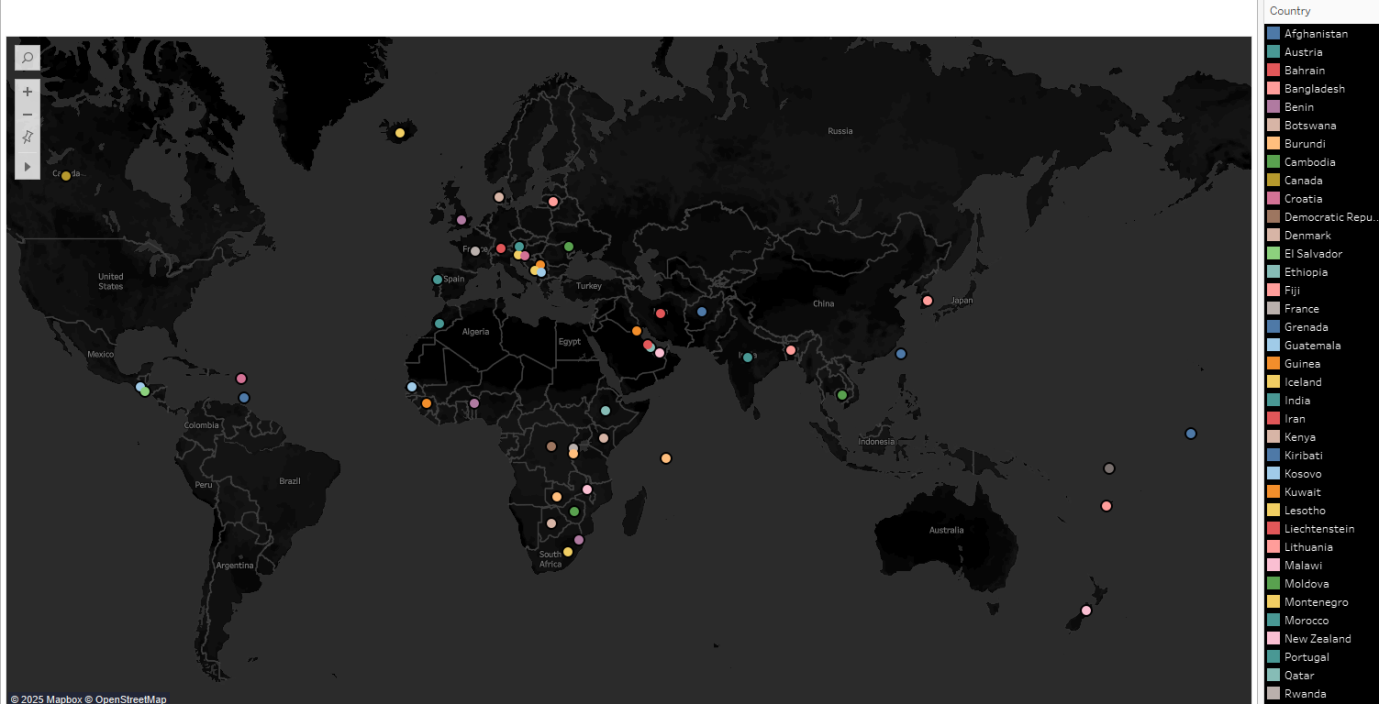 Country
Afghanistan
Austria
Bahrain
Bangladesh
Benin
Botswana
Burundi
Cambodia
Canada
Croatia
Democratic Repu..
Denmark
El Salvador
Ethiopia
Fiji
France
Grenada
Guatemala
Guinea
Iceland
India
Iran
Kenya
Kiribati
Kosovo
Kuwait
Lesotho
Liechtenstein
Lithuania
Malawi
Moldova
Montenegro
Morocco
New Zealand
Portugal
Qatar
Rwanda
Russia
France
Spain
Turkey
United
States
China
Japan
Algeria
Egypt
Mexico
Colombia
Indonesia
Peru
Brazil
Australia
South
Africa
Argentina
© 2025 Mapbox © OpenStreetMap